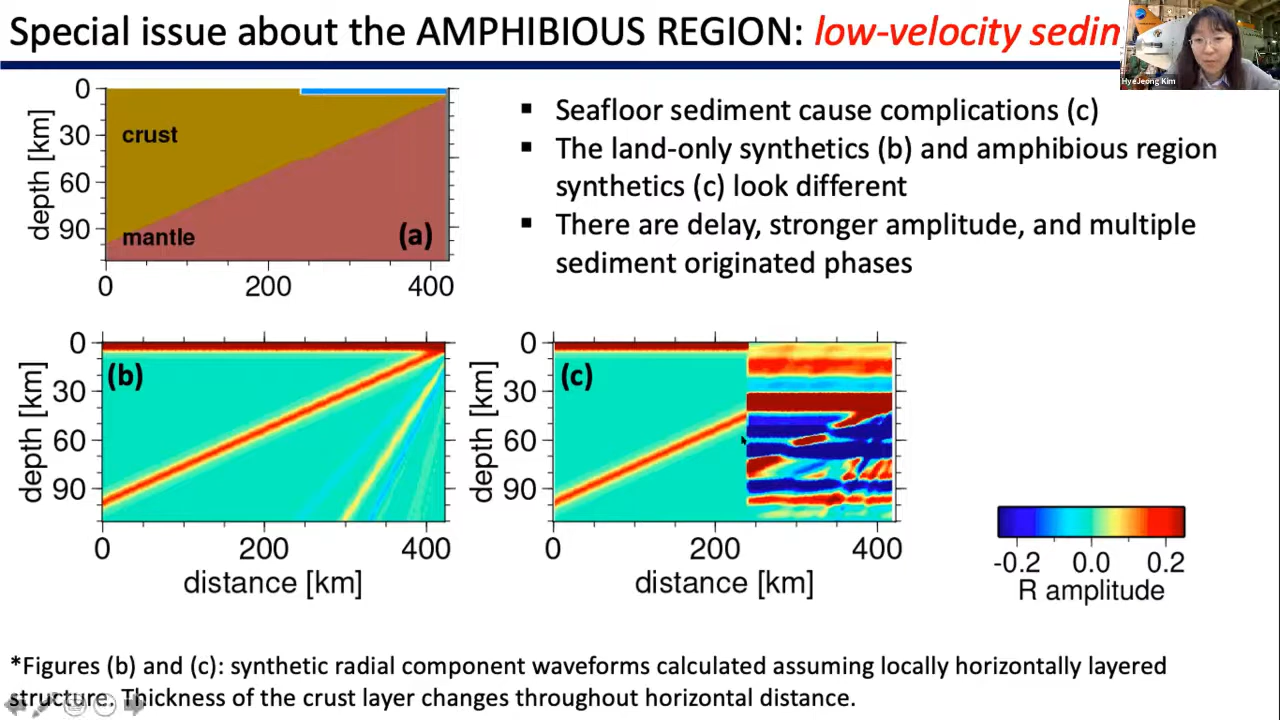 Special issue about the AMPHIBIOUS REGION: low-velocity sedim
HyeJeong Kim
0
30
60
90
depth [km]
crust
mantle
(a)
0 200 400
▪ Seafloor sediment cause complications (c)
▪ The land-only synthetics (b) and amphibious region
synthetics (c) look different
▪ There are delay, stronger amplitude, and multiple
sediment originated phases
0
30
60
90
depth [km]
(b)
0 200 400
distance [km]
0
30
60
90
depth [km]
(c)
0 200 400
distance [km]
-0.2 0.0 0.2
R amplitude
*Figures (b) and (c): synthetic radial component waveforms calculated assuming locally horizontally layered
structure. Thickness of the crust layer changes throughout horizontal distance.